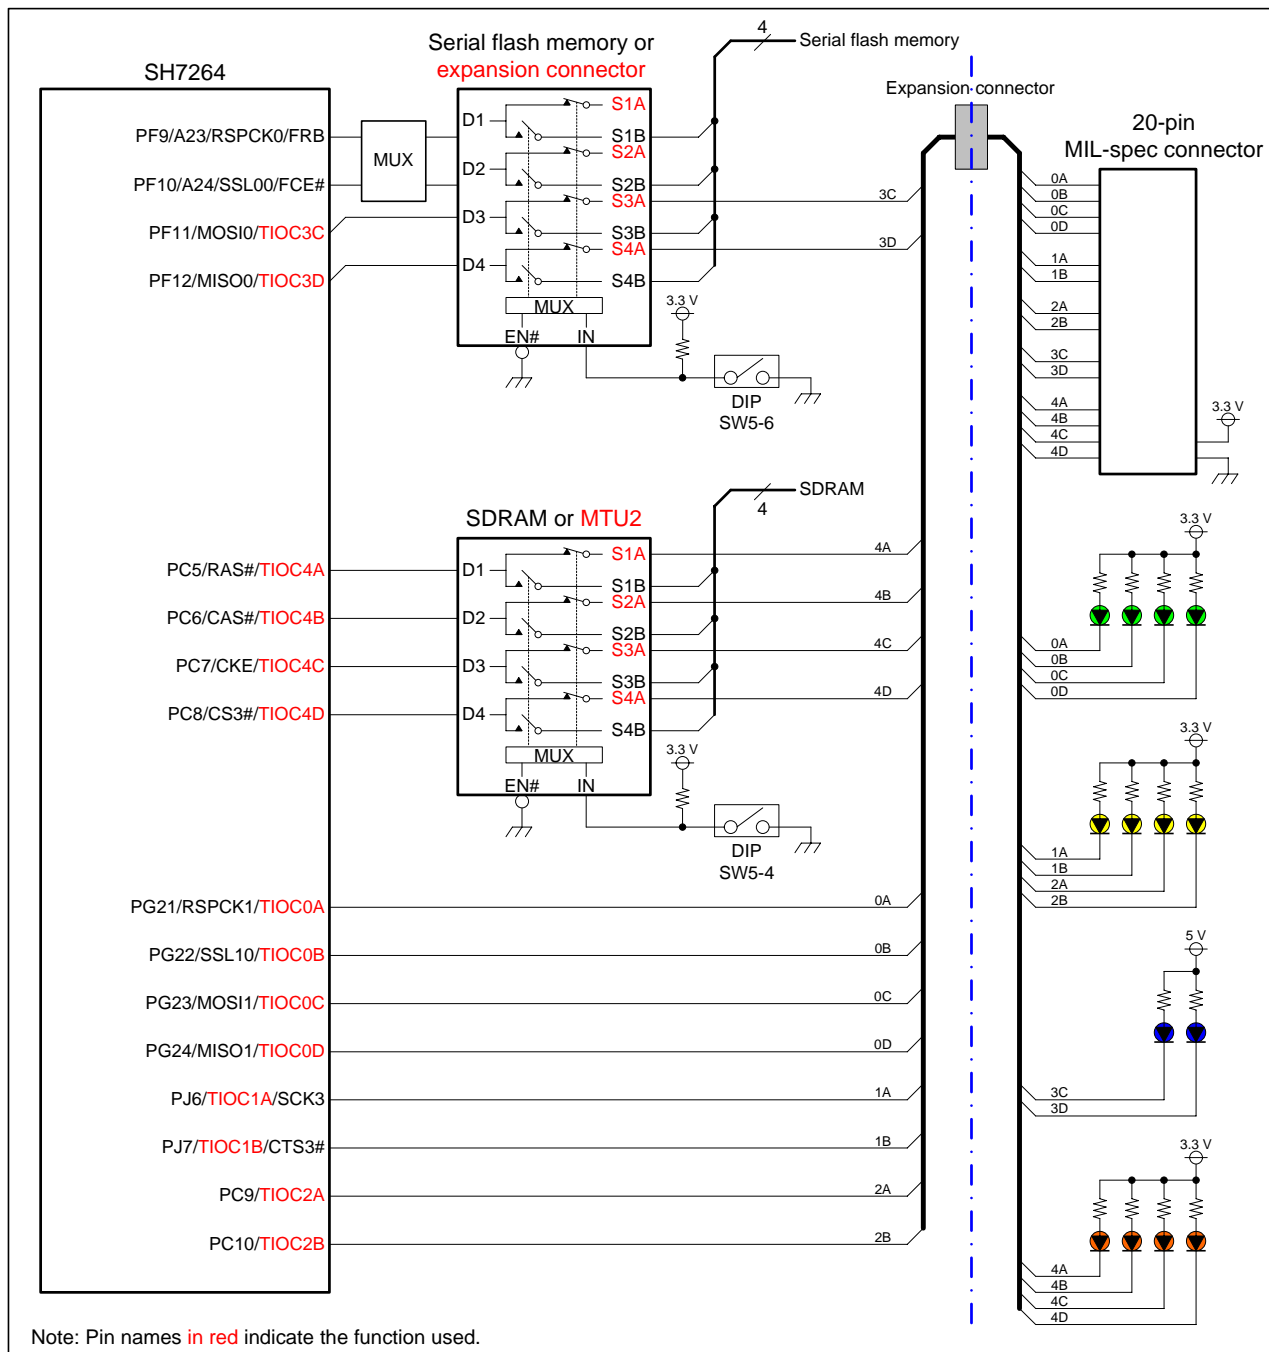 SH7264
Serial flash memory or
expansion connector
4
Serial flash memory
Expansion connector
20-pin
MIL-spec connector
PF9/A23/RSPCK0/FRB
PF10/A24/SSL00/FCE#
PF11/MOSI0/TIOC3C
PF12/MISO0/TIOC3D
MUX
D1
D2
D3
D4
S1A
S1B
S2A
S2B
S3A
S3B
S4A
S4B
MUX
EN#
IN
3.3 V
DIP
SW5-6
3C
3D
0A
0B
0C
0D
1A
1B
2A
2B
3C
3D
4A
4B
4C
4D
3.3 V
SDRAM or MTU2
SDRAM
4
PC5/RAS#/TIOC4A
PC6/CAS#/TIOC4B
PC7/CKE/TIOC4C
PC8/CS3#/TIOC4D
D1
D2
D3
D4
S1A
S1B
S2A
S2B
S3A
S3B
S4A
S4B
MUX
EN#
IN
3.3 V
DIP
SW5-4
4A
4B
4C
4D
3.3 V
0A
0B
0C
0D
3.3 V
1A
1B
2A
2B
PG21/RSPCK1/TIOC0A
PG22/SSL10/TIOC0B
PG23/MOSI1/TIOC0C
PG24/MISO1/TIOC0D
PJ6/TIOC1A/SCK3
PJ7/TIOC1B/CTS3#
PC9/TIOC2A
PC10/TIOC2B
0A
0B
0C
0D
1A
1B
2A
2B
5 V
3C
3D
3.3 V
4A
4B
4C
4D
Note: Pin names in red indicate the function used.